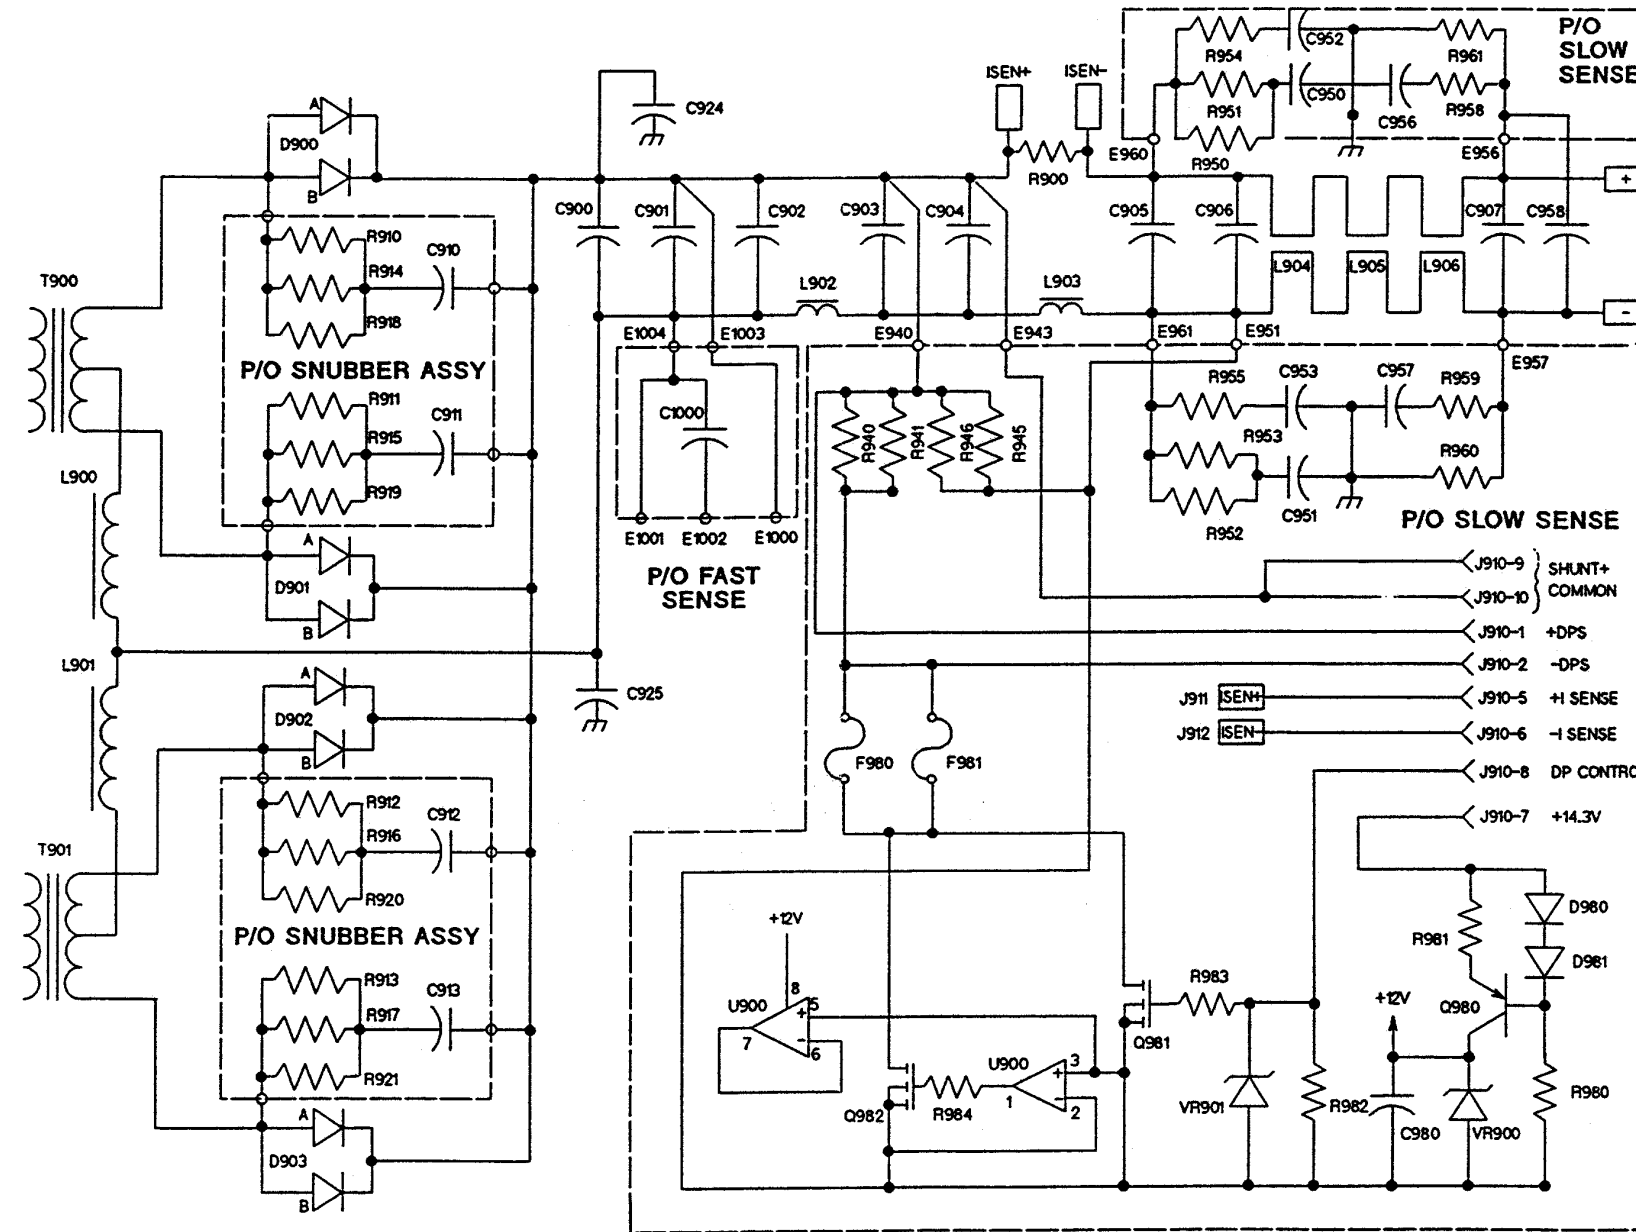 P/O
SLOW
SENSE
C952
R954
R961
ISEN+
ISEN-
C950
R951
C956
R958
R950
C924
E960
E956
A
D900
B
R900
+
C900
C901
C902
C903
C904
C905
C906
C907
C958
R910
C910
R914
R918
T900
L902
L903
L904
L905
L906
-
E1004
E1003
E940
E943
E961
E951
E957
P/O SNUBBER ASSY
R911
C911
R915
R919
C1000
R940
R941
R946
R945
R955
C953
C957
R959
R953
R960
R952
C951
L900
E1001
E1002
E1000
P/O SLOW SENSE
A
D901
B
P/O FAST
SENSE
J910-9
SHUNT+
J910-10
COMMON
J910-1 +DPS
J910-2 -DPS
L901
A
D902
B
C925
J911 ISEN+
J910-5 +I SENSE
J912 ISEN-
J910-6 -I SENSE
F980
F981
J910-8 DP CONTRO
J910-7 +14.3V
R912
C912
R916
R920
T901
P/O SNUBBER ASSY
+12V
R981
D980
D981
R913
C913
R917
R921
U900
8
5
+
-
7
6
R983
Q981
+12V
Q980
U900
3
+
-
1
2
Q982
R984
VR901
R982
C980
VR900
R980
A
D903
B